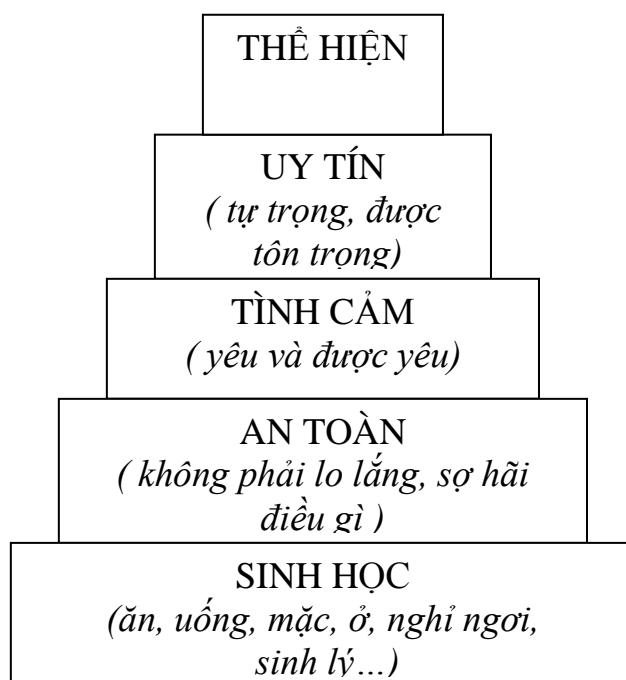 THỂ HIỆN
UY TÍN
( tự trọng, được
tôn trọng)
TÌNH CẢM
( yêu và được yêu)
AN TOÀN
( không phải lo lắng, sợ hãi
điều gì )
SINH HỌC
(ăn, uống, mặc, ở, nghỉ ngơi,
sinh lý…)